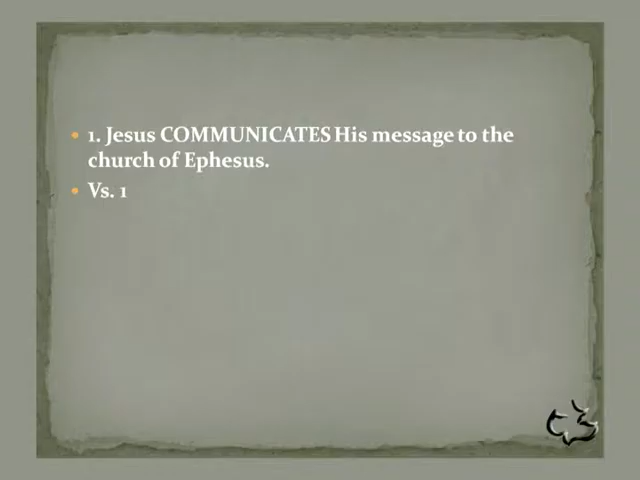 1. Jesus COMMUNICATES His message to the
church of Ephesus.
Vs. 1